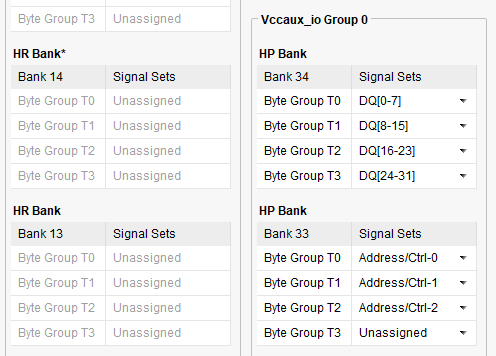 Byte Group T3 Unassigned
HR Bank*
Bank 14 Signal Sets
Byte Group T0 Unassigned
Byte Group T1 Unassigned
Byte Group T2 Unassigned
Byte Group T3 Unassigned
HR Bank
Bank 13 Signal Sets
Byte Group T0 Unassigned
Byte Group T1 Unassigned
Byte Group T2 Unassigned
Byte Group T3 Unassigned
Vccaux_io Group 0
HP Bank
Bank 34 Signal Sets
Byte Group T0 DQ[0-7]
Byte Group T1 DQ[8-15]
Byte Group T2 DQ[16-23]
Byte Group T3 DQ[24-31]
HP Bank
Bank 33 Signal Sets
Byte Group T0 Address/Ctrl-0
Byte Group T1 Address/Ctrl-1
Byte Group T2 Address/Ctrl-2
Byte Group T3 Unassigned